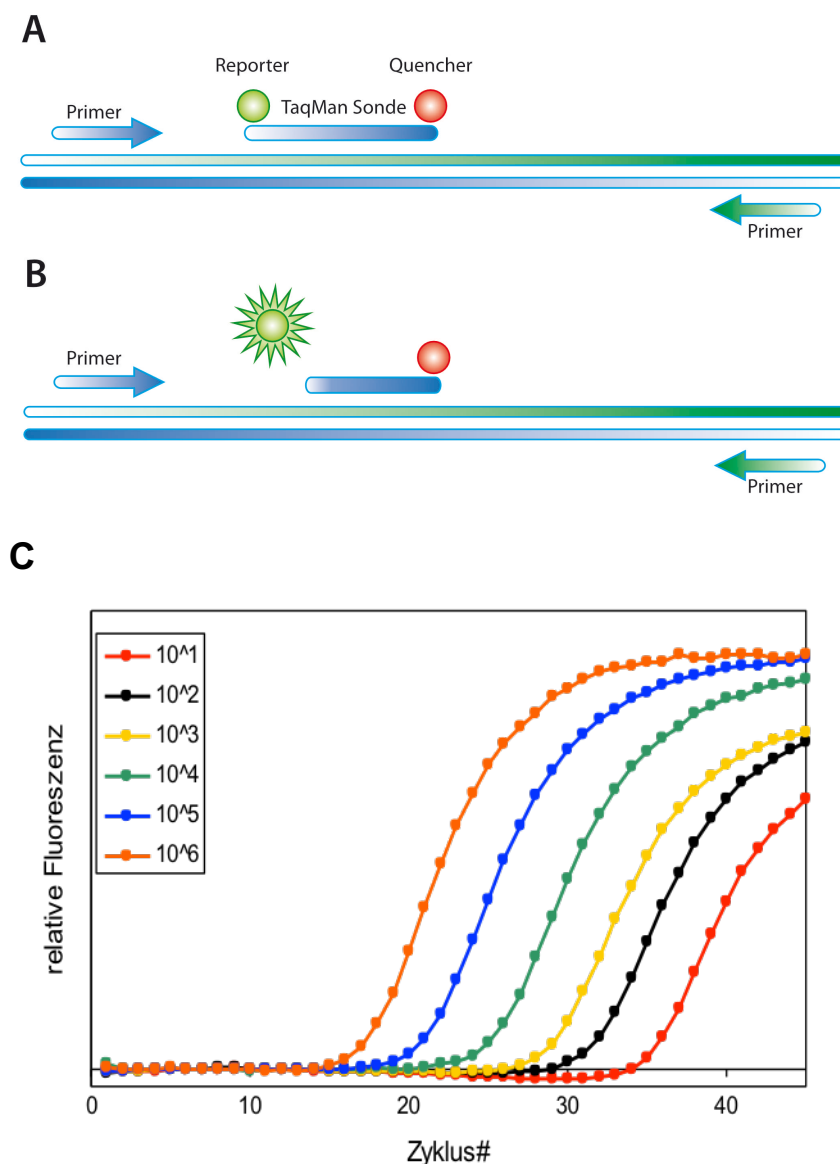 A
Reporter
Quencher
Primer
TaqMan Sonde
Primer
B
Primer
Primer
C
10^1
10^2
10^3
10^4
10^5
10^6
relative Fluoreszenz
0 10 20 30 40
Zyklus#